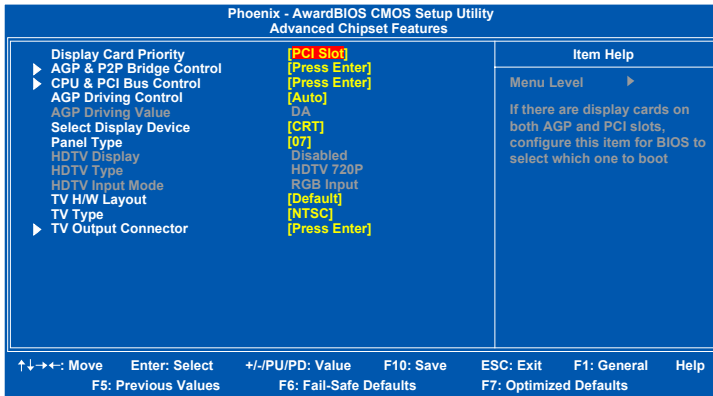 Phoenix - AwardBIOS CMOS Setup Utility
Advanced Chipset Features
Display Card Priority [PCI Slot]
AGP & P2P Bridge Control [Press Enter]
CPU & PCI Bus Control [Press Enter]
AGP Driving Control [Auto]
AGP Driving Value DA
Select Display Device [CRT]
Panel Type [07]
HDTV Display Disabled
HDTV Type HDTV 720P
HDTV Input Mode RGB Input
TV H/W Layout [Default]
TV Type [NTSC]
TV Output Connector [Press Enter]
Item Help
Menu Level
If there are display cards on
both AGP and PCI slots,
configure this item for BIOS to
select which one to boot
↑↓→←: Move Enter: Select +/-/PU/PD: Value F10: Save ESC: Exit F1: General Help
F5: Previous Values F6: Fail-Safe Defaults F7: Optimized Defaults